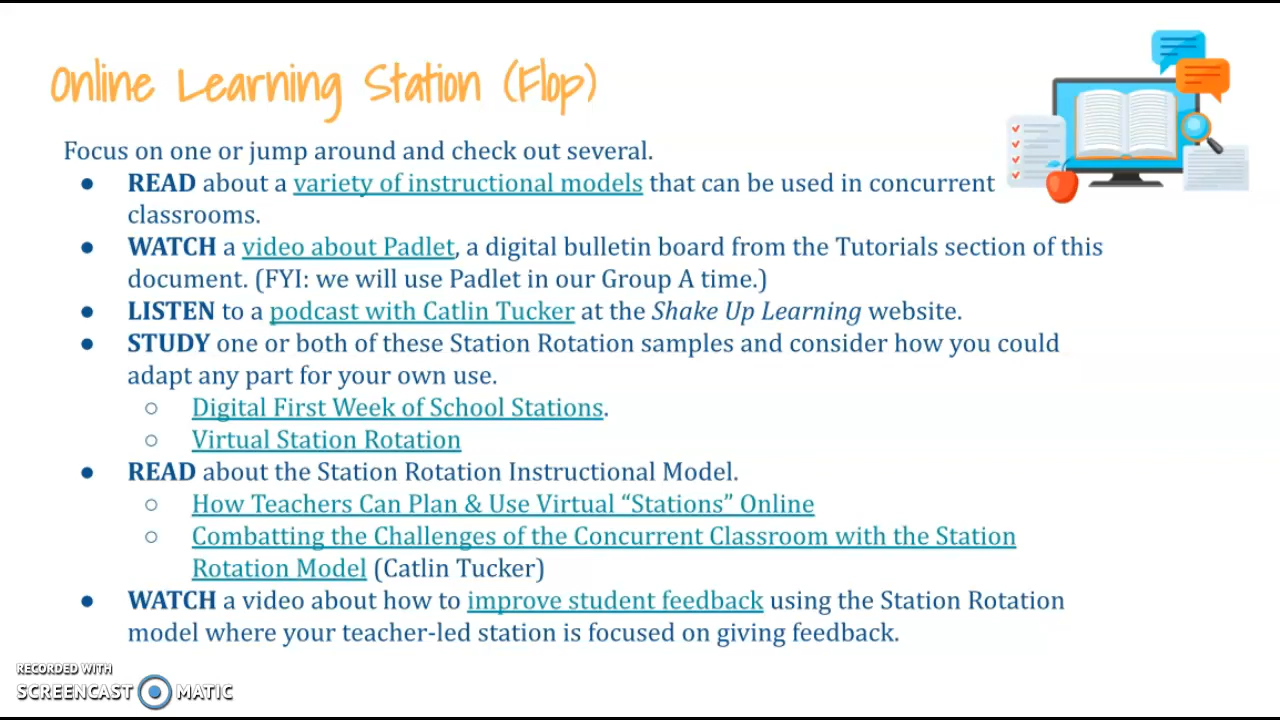 Online Learning Station (Flop)
Focus on one or jump around and check out several.
● READ about a variety of instructional models that can be used in concurrent
classrooms.
● WATCH a video about Padlet, a digital bulletin board from the Tutorials section of this
document. (FYI: we will use Padlet in our Group A time.)
● LISTEN to a podcast with Catlin Tucker at the Shake Up Learning website.
● STUDY one or both of these Station Rotation samples and consider how you could
adapt any part for your own use.
○ Digital First Week of School Stations.
○ Virtual Station Rotation
● READ about the Station Rotation Instructional Model.
○ How Teachers Can Plan & Use Virtual “Stations” Online
○ Combatting the Challenges of the Concurrent Classroom with the Station
Rotation Model (Catlin Tucker)
● WATCH a video about how to improve student feedback using the Station Rotation
model where your teacher-led station is focused on giving feedback.
RECORDED WITH
SCREENCAST MATIC